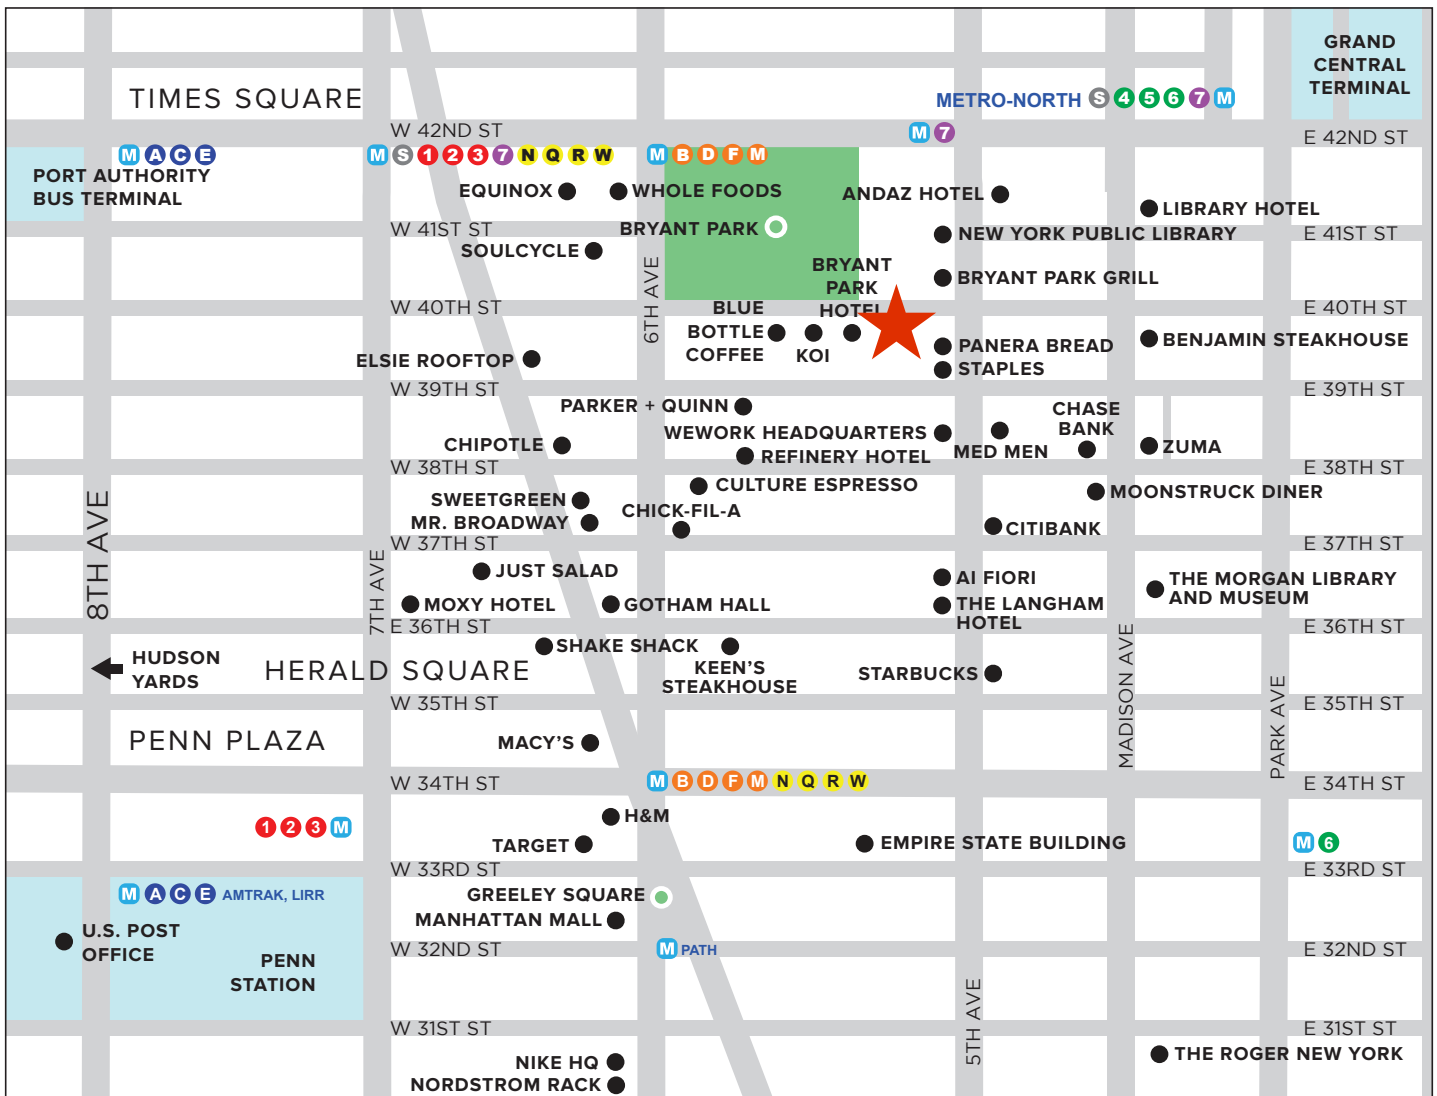 GRAND
CENTRAL
TERMINAL
TIMES SQUARE
METRO-NORTH S 4 5 6 7 M
W 42ND ST
M 7
E 42ND ST
M A C E
M S 1 2 3 7 N Q R W
M B D F M
PORT AUTHORITY
BUS TERMINAL
EQUINOX
WHOLE FOODS
ANDAZ HOTEL
LIBRARY HOTEL
W 41ST ST
BRYANT PARK
NEW YORK PUBLIC LIBRARY
E 41ST ST
SOULCYCLE
BRYANT
PARK
HOTEL
BRYANT PARK GRILL
6TH AVE
W 40TH ST
E 40TH ST
BLUE
BOTTLE
COFFEE
KOI
PANERA BREAD
BENJAMIN STEAKHOUSE
ELSIE ROOFTOP
STAPLES
W 39TH ST
E 39TH ST
PARKER + QUINN
CHASE
BANK
WEWORK HEADQUARTERS
MED MEN
CHIPOTLE
ZUMA
REFINERY HOTEL
W 38TH ST
E 38TH ST
CULTURE ESPRESSO
MOONSTRUCK DINER
SWEETGREEN
CHICK-FIL-A
MR. BROADWAY
CITIBANK
8TH AVE
W 37TH ST
E 37TH ST
7TH AVE
JUST SALAD
AI FIORI
THE MORGAN LIBRARY
AND MUSEUM
MOXY HOTEL
GOTHAM HALL
THE LANGHAM
HOTEL
E 36TH ST
E 36TH ST
SHAKE SHACK
HUDSON
YARDS
HERALD SQUARE
KEEN'S
STEAKHOUSE
STARBUCKS
MADISON AVE
PARK AVE
W 35TH ST
E 35TH ST
PENN PLAZA
MACY'S
W 34TH ST
M B D F M N Q R W
E 34TH ST
H&M
1 2 3 M
TARGET
EMPIRE STATE BUILDING
M 6
W 33RD ST
E 33RD ST
M A C E AMTRAK, LIRR
GREELEY SQUARE
MANHATTAN MALL
U.S. POST
OFFICE
W 32ND ST
M PATH
E 32ND ST
PENN
STATION
5TH AVE
W 31ST ST
E 31ST ST
NIKE HQ
THE ROGER NEW YORK
NORDSTROM RACK